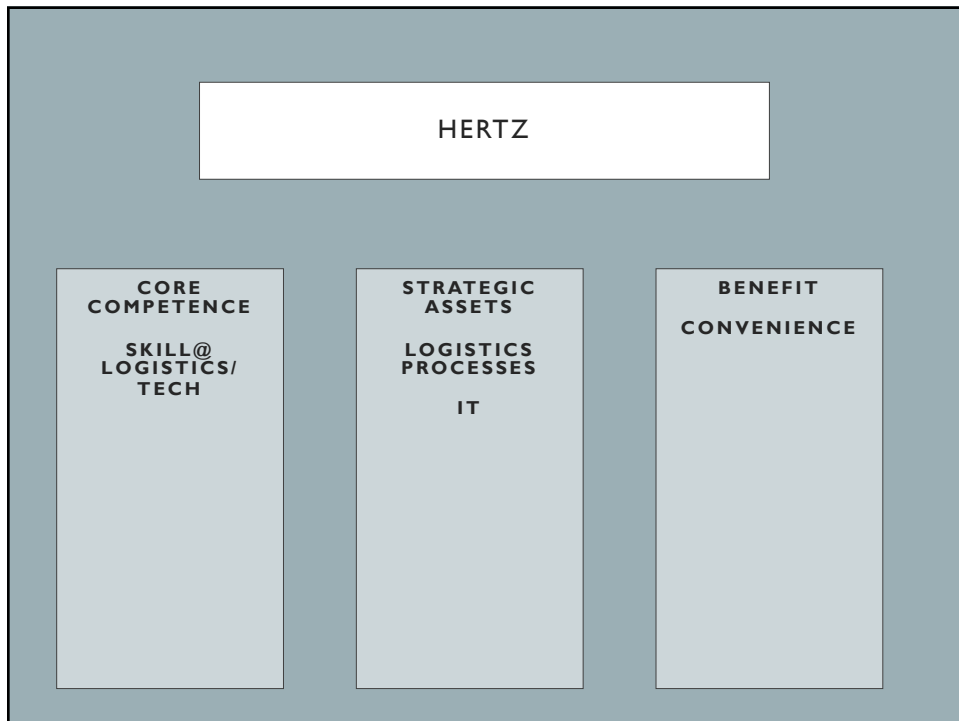 HERTZ
CORE
COMPETENCE
SKILL@
LOGISTICS/
TECH
STRATEGIC
ASSETS
LOGISTICS
PROCESSES
IT
BENEFIT
CONVENIENCE